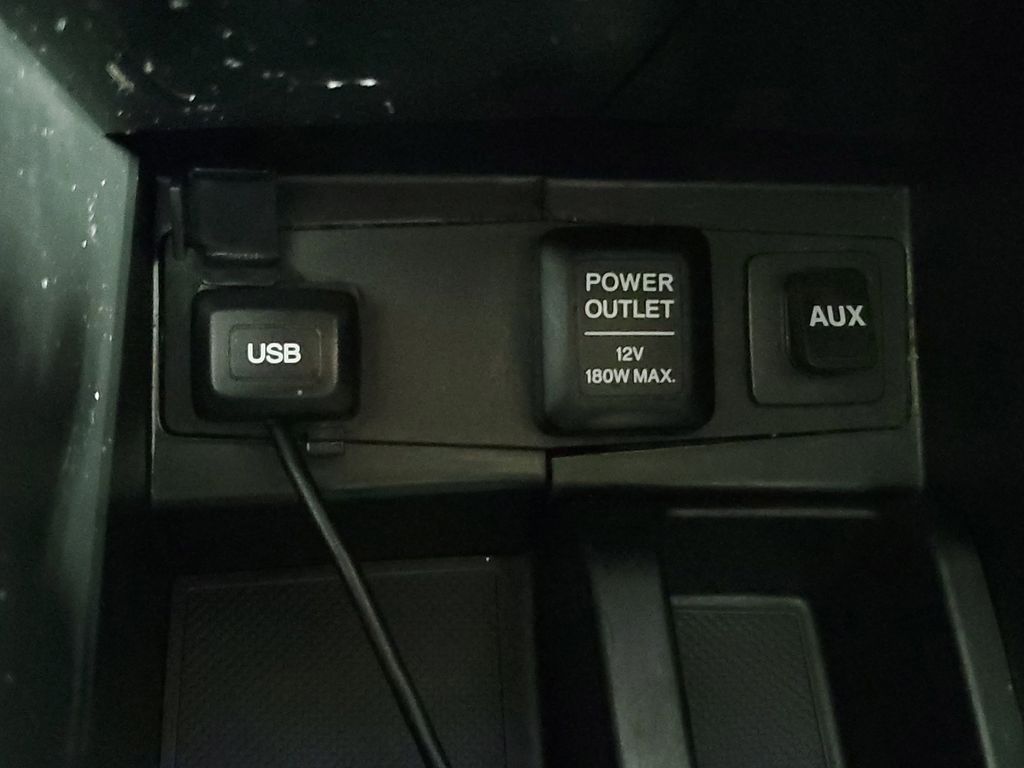 USB
POWER
OUTLET
12V
180W MAX.
AUX